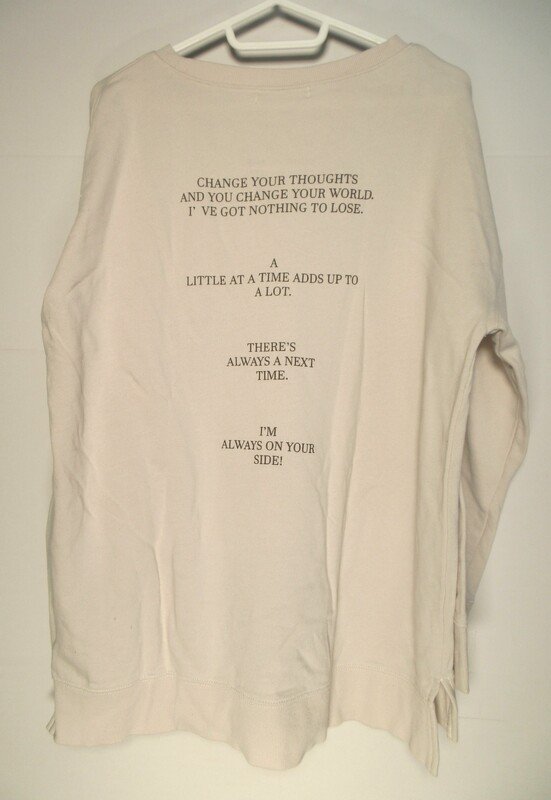 CHANGE YOUR THOUGHTS
AND YOU CHANGE YOUR WORLD.
I' VE GOT NOTHING TO LOSE.
A
LITTLE AT A TIME ADDS UP TO
A LOT.
THERE'S
ALWAYS A NEXT
TIME.
I'M
ALWAYS ON YOUR
SIDE!